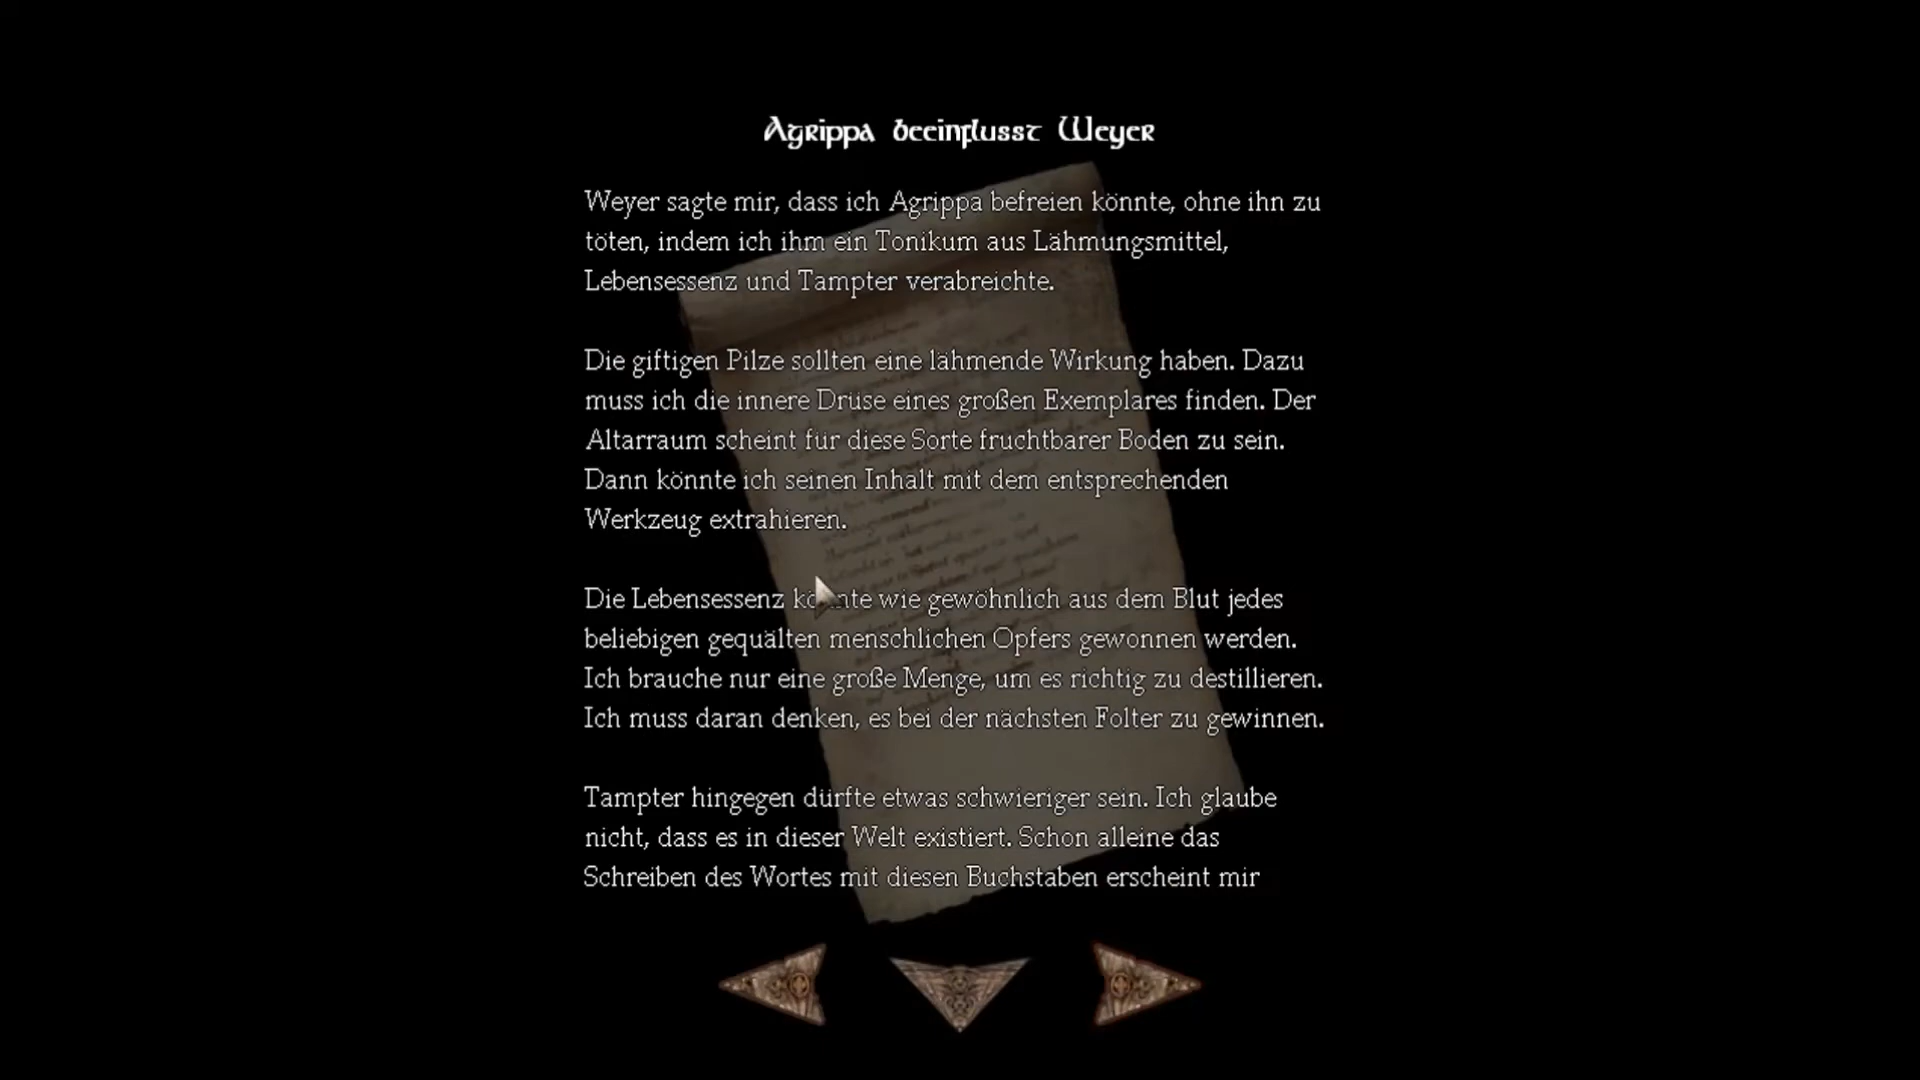 Agrippa beeinflusst Weyer
Weyer sagte mir, dass ich Agrippa befreien könnte, ohne ihn zu
töten, indem ich ihm ein Tonikum aus Lähmungsmittel,
Lebensessenz und Tampter verabreichte.
Die giftigen Pilze sollten eine lähmende Wirkung haben. Dazu
muss ich die innere Drüse eines großen Exemplares finden. Der
Altarraum scheint für diese Sorte fruchtbarer Boden zu sein.
Dann könnte ich seinen Inhalt mit dem entsprechenden
Werkzeug extrahieren.
Die Lebensessenz könnte wie gewöhnlich aus dem Blut jedes
beliebigen gequälten menschlichen Opfers gewonnen werden.
Ich brauche nur eine große Menge, um es richtig zu destillieren.
Ich muss daran denken, es bei der nächsten Folter zu gewinnen.
Tampter hingegen dürfte etwas schwieriger sein. Ich glaube
nicht, dass es in dieser Welt existiert. Schon alleine das
Schreiben des Wortes mit diesen Buchstaben erscheint mir